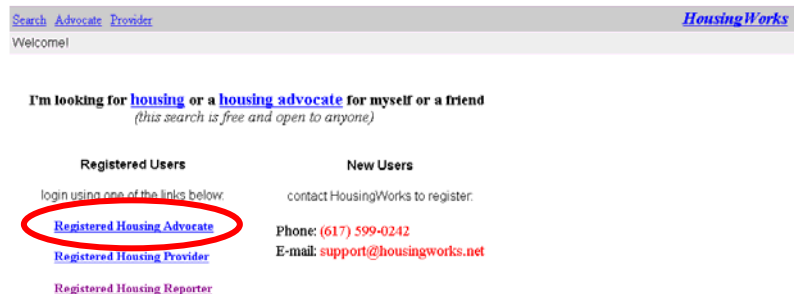 Search Advocate Provider HousingWorks
Welcome!
I'm looking for housing or a housing advocate for myself or a friend
(this search is free and open to anyone)
Registered Users
login using one of the links below:
Registered Housing Advocate
Registered Housing Provider
Registered Housing Reporter
New Users
contact HousingWorks to register:
Phone: (617) 599-0242
E-mail: support@housingworks.net